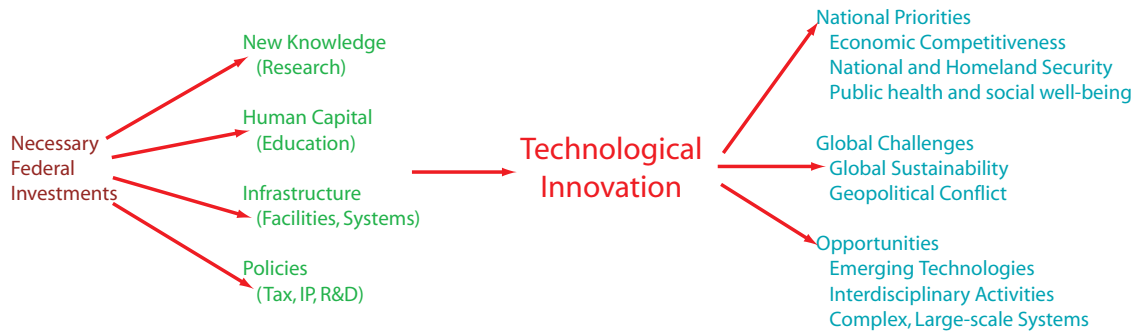 Necessary
Federal
Investments
New Knowledge
(Research)
Human Capital
(Education)
Infrastructure
(Facilities, Systems)
Policies
(Tax, IP, R&D)
Technological
Innovation
National Priorities
Economic Competitiveness
National and Homeland Security
Public health and social well-being
Global Challenges
Global Sustainability
Geopolitical Conflict
Opportunities
Emerging Technologies
Interdisciplinary Activities
Complex, Large-scale Systems